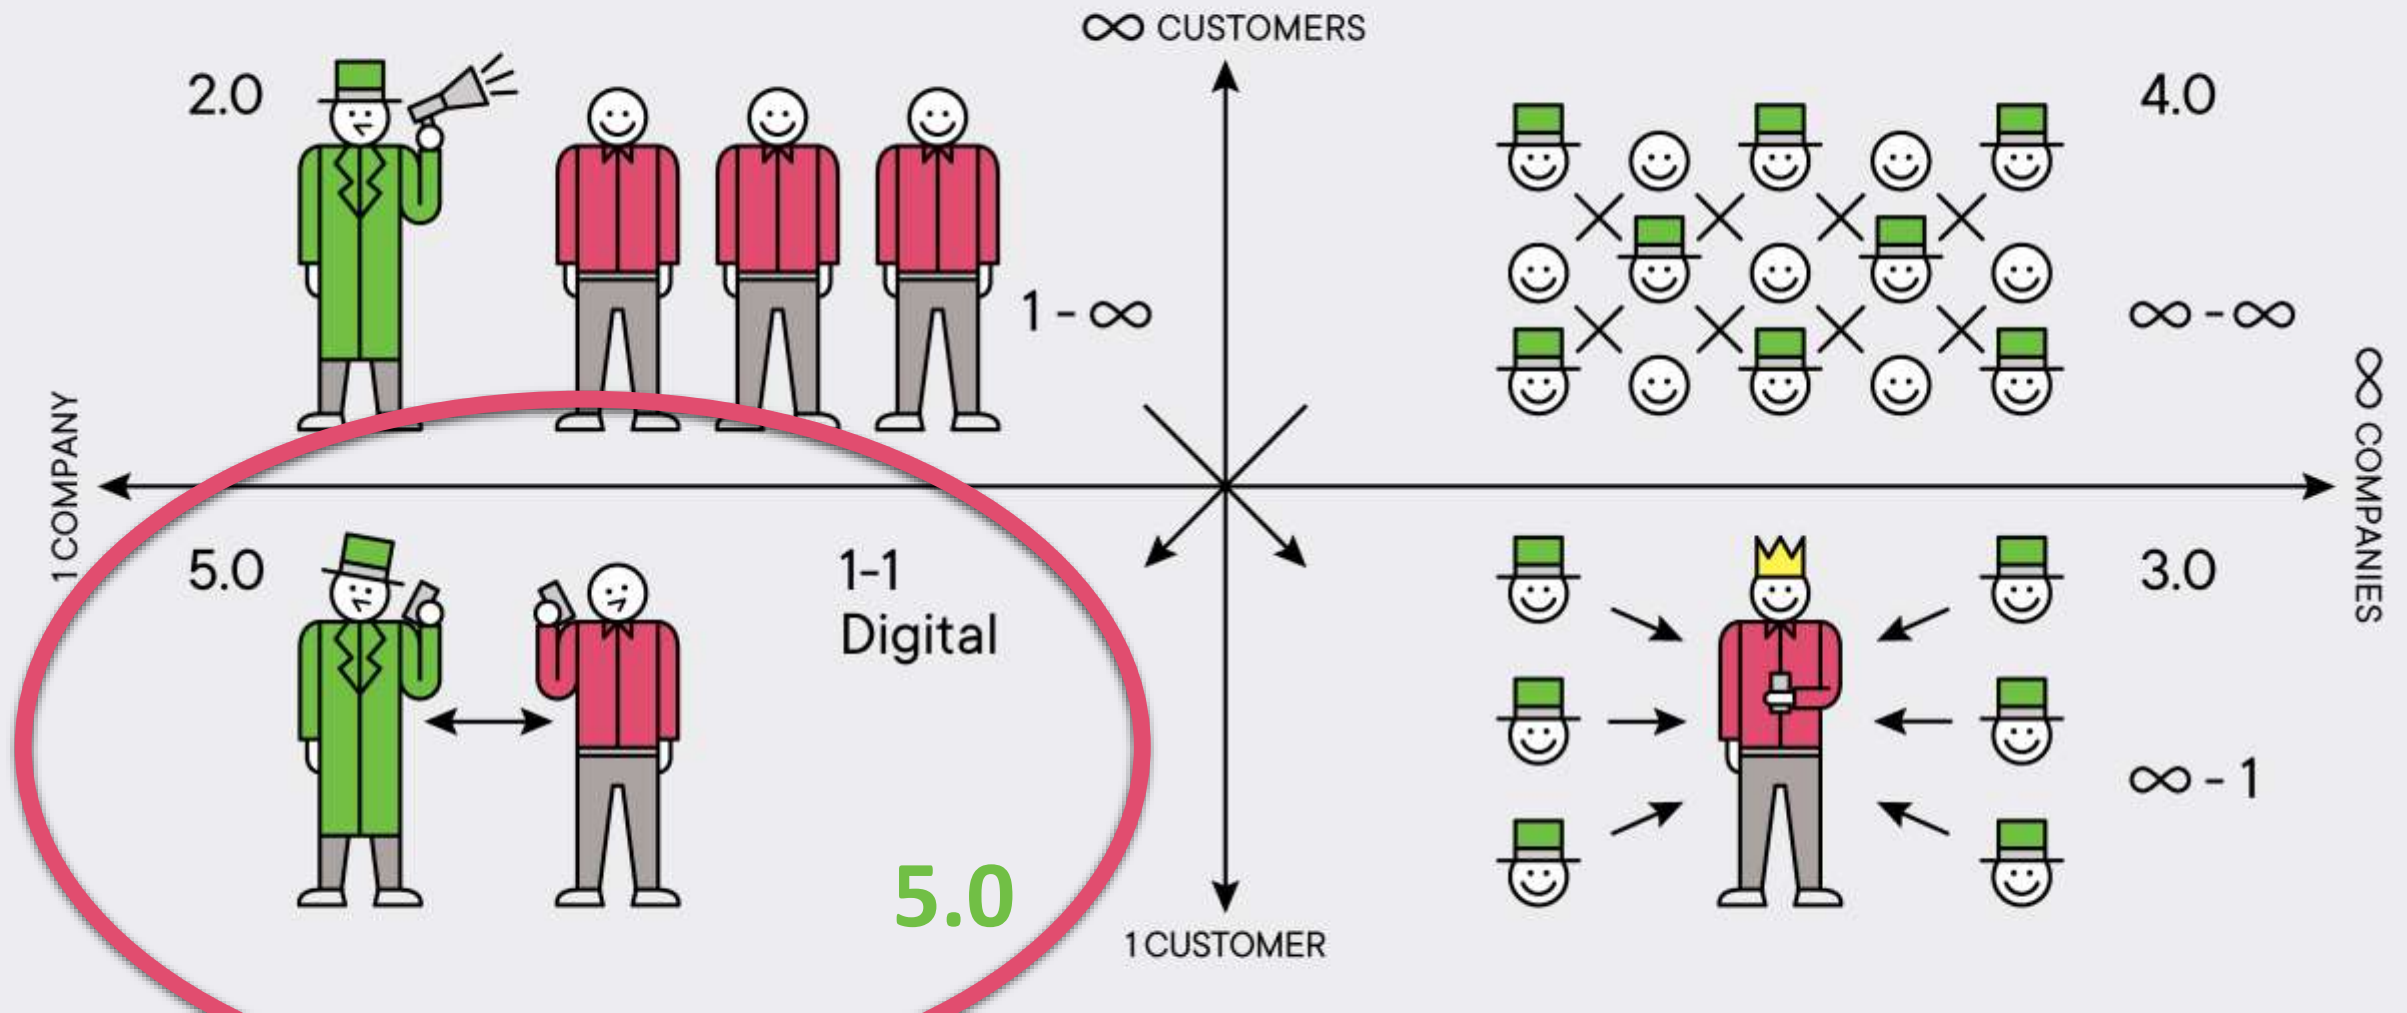 ∞ CUSTOMERS
2.0
4.0
1 - ∞
∞ - ∞
1 COMPANY
∞ COMPANIES
5.0
1-1
Digital
3.0
∞ - 1
5.0
1 CUSTOMER